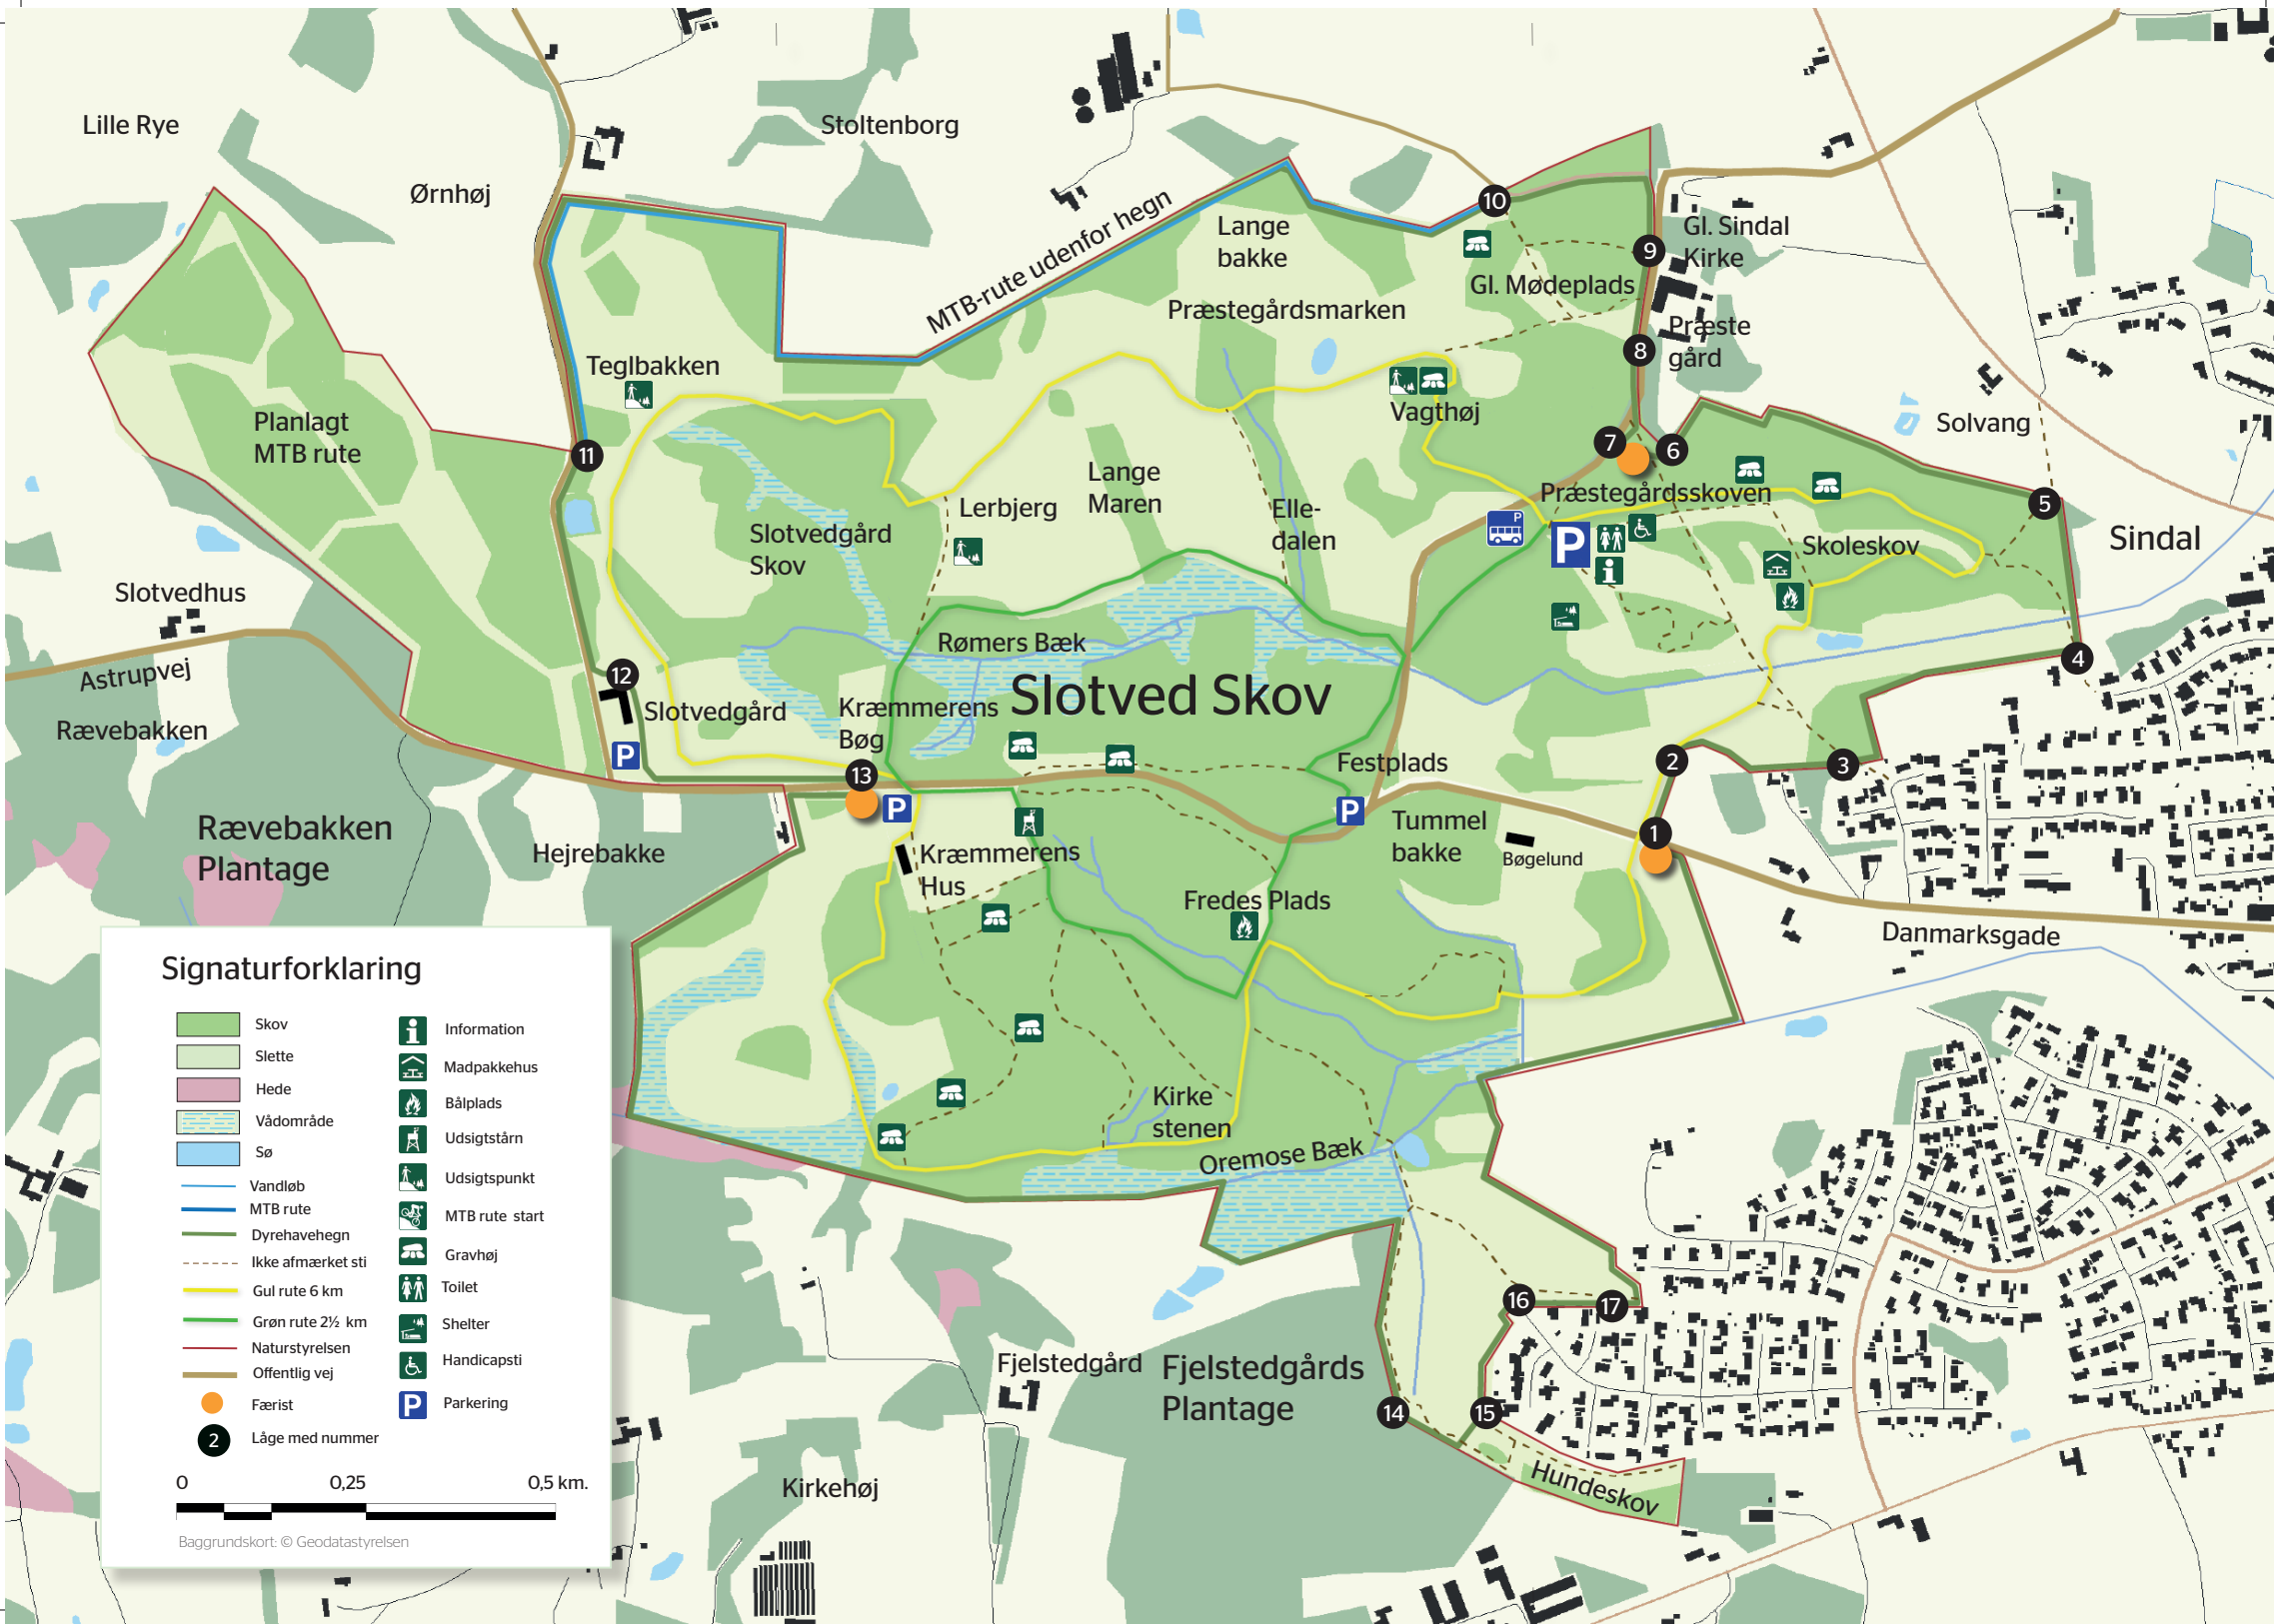 Lille Rye
Stoltenborg
Ørnhøj
MTB-rute udenfor hegn
Lange
bakke
10
Gl. Sindal
Kirke
9
Gl. Mødeplads
Præstegårdsmarken
Præste
gård
8
Teglbakken
Vagthøj
Planlagt
MTB rute
11
7
6
Solvang
Lange
Maren
Lerbjerg
Elle-
dalen
Præstegårdsskoven
5
Slotvedgård
Skov
P
P
Skoleskov
Sindal
Slotvedhus
Rømers Bæk
4
Astrupvej
12
Slotved Skov
Slotvedgård
Kræmmerens
Bøg
Rævebakken
P
13
Festplads
2
3
P
P
Rævebakken
Plantage
Hejrebakke
Kræmmerens
Hus
Tummel
bakke
Bøgelund
1
Fredes Plads
Danmarksgade
Kirke
stenen
Oremose Bæk
16
17
Fjelstedgård
Fjelstedgårds
Plantage
14
15
Hundeskov
Kirkehøj
Signaturforklaring
Skov
Slette
Hede
Vådområde
Sø
Vandløb
MTB rute
Dyrehavehegn
Ikke afmærket sti
Gul rute 6 km
Grøn rute 2½ km
Naturstyrelsen
Offentlig vej
Færist
2
Låge med nummer
Information
Madpakkehus
Bålplads
Udsigtstårn
Udsigtspunkt
MTB rute start
Gravhøj
Toilet
Shelter
Handicapsti
P
Parkering
0 0,25 0,5 km.
Baggrundskort: © Geodatastyrelsen